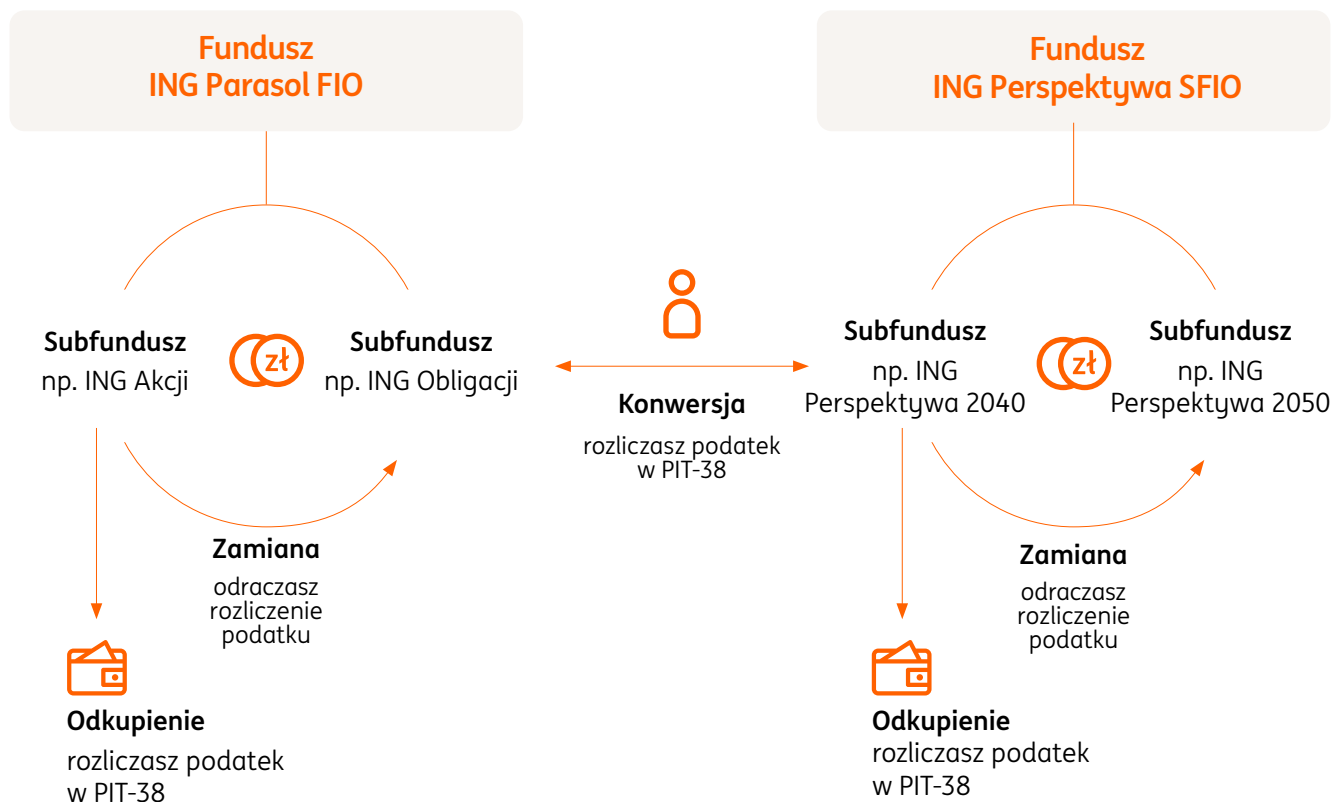 Fundusz
ING Parasol FIO
Fundusz
ING Perspektywa SFIO
Subfundusz
np. ING Akcji
zł
Subfundusz
np. ING Obligacji
Konwersja
rozliczasz podatek
w PIT-38
Subfundusz
np. ING
Perspektywa 2040
zł
Subfundusz
np. ING
Perspektywa 2050
Zamiana
odraczasz
rozliczenie
podatku
Zamiana
odraczasz
rozliczenie
podatku
Odkupienie
rozliczasz podatek
w PIT-38
Odkupienie
rozliczasz podatek
w PIT-38